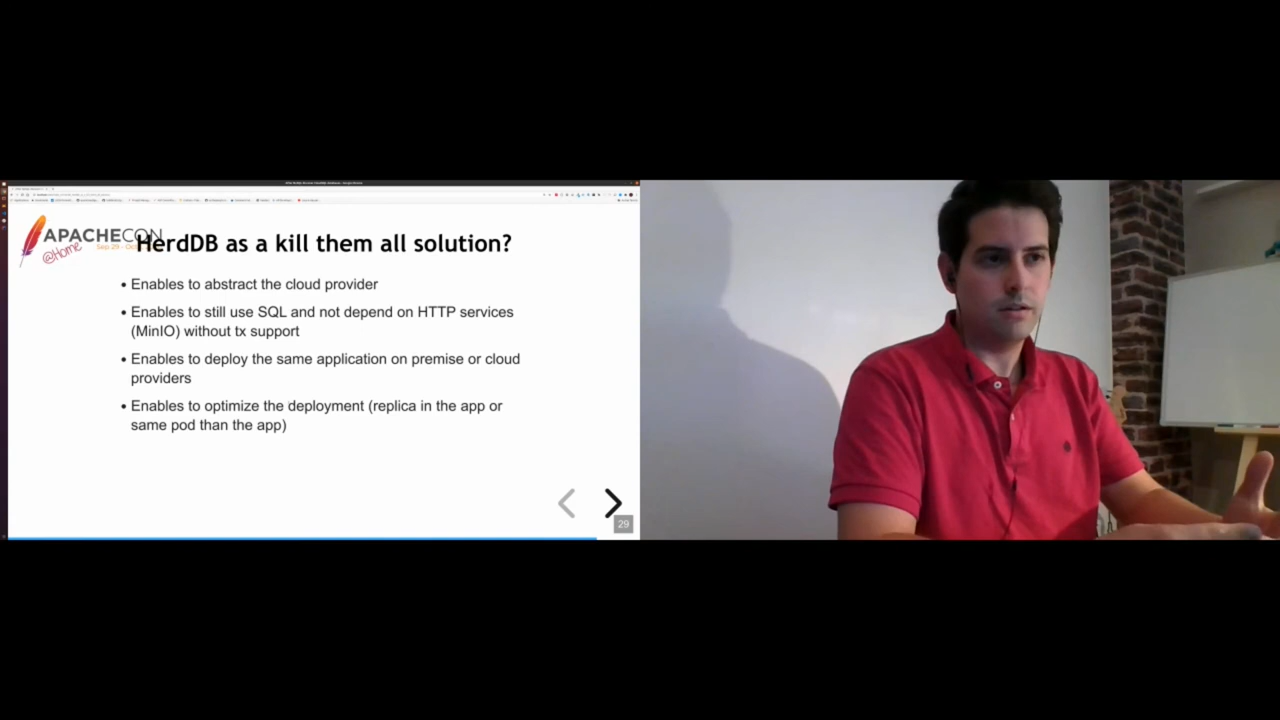 APACHECON
@Home
HerdDB as a kill them all solution?
• Enables to abstract the cloud provider
• Enables to still use SQL and not depend on HTTP services
(MinIO) without tx support
• Enables to deploy the same application on premise or cloud
providers
• Enables to optimize the deployment (replica in the app or
same pod than the app)
29